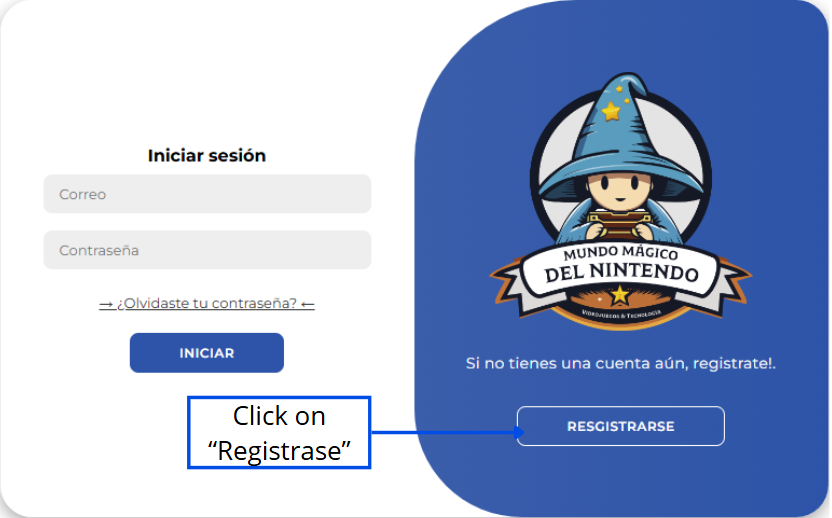 Iniciar sesión
Correo
Contraseña
→ ¿Olvidaste tu contraseña? ←
INICIAR
Click on
“Registrase”
MUNDO MÁGICO
DEL NINTENDO
VIDEOJUEGOS & TECNOLOGÍA
Si no tienes una cuenta aún, registrate!.
RESGISTRARSE